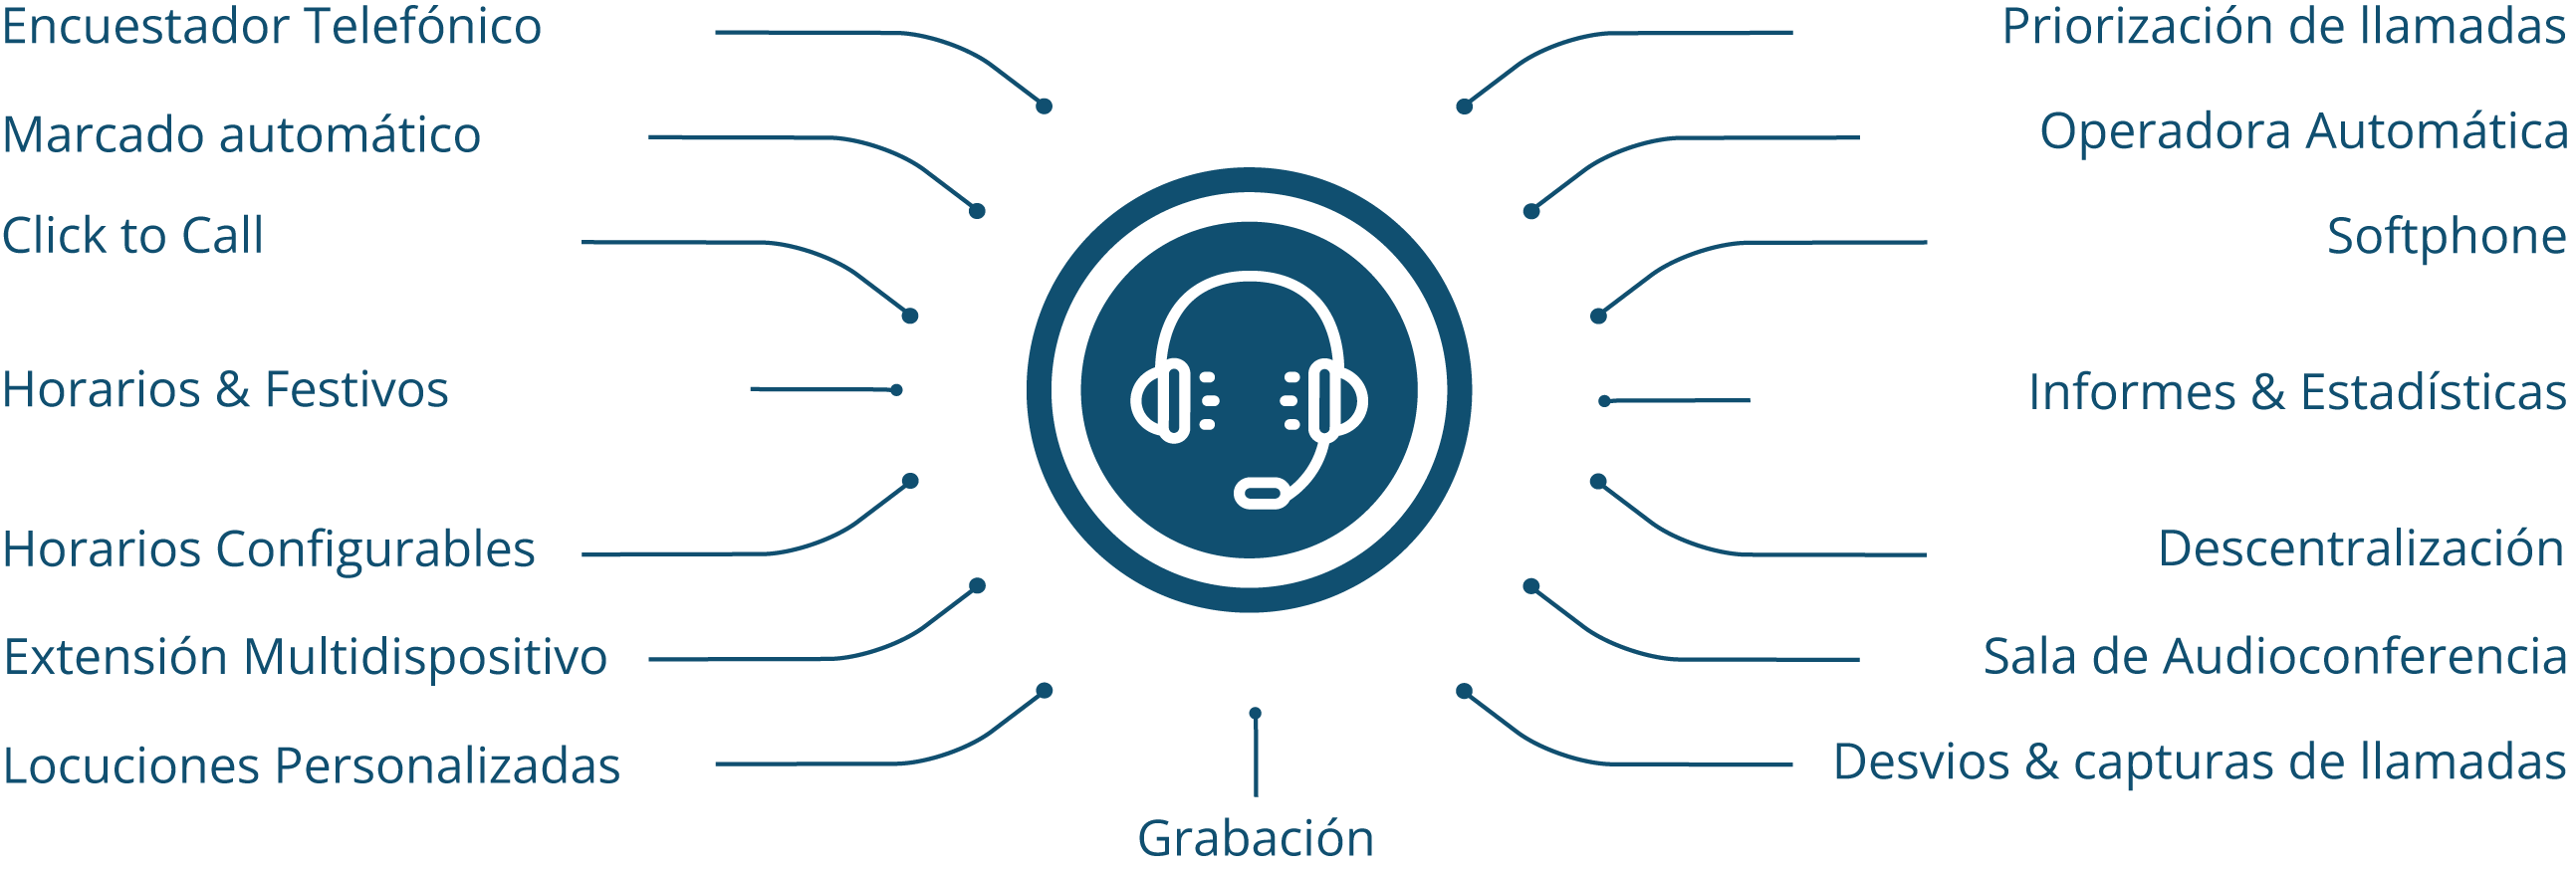 Encuestador Telefónico
Marcado automático
Click to Call
Horarios & Festivos
Horarios Configurables
Extensión Multidispositivo
Locuciones Personalizadas
Priorización de llamadas
Operadora Automática
Softphone
Informes & Estadísticas
Descentralización
Sala de Audioconferencia
Desvios & capturas de llamadas
Grabación